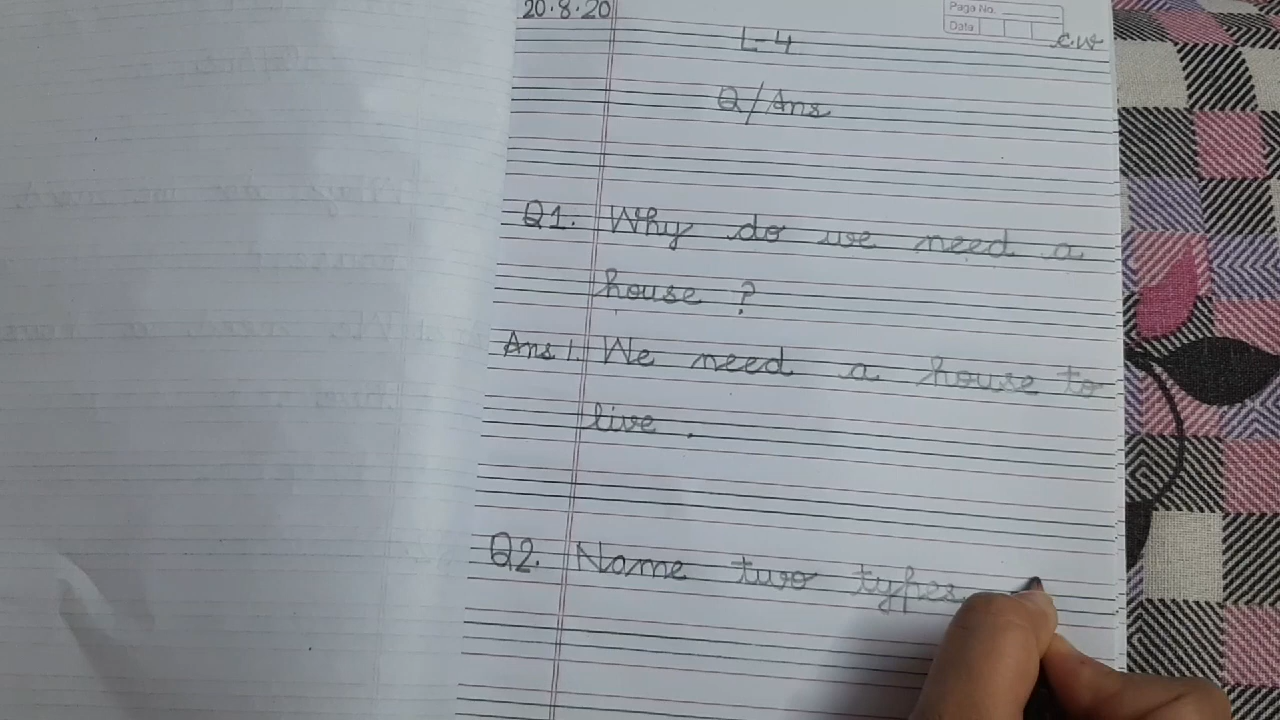 20.8.20
Page No.
Date
C.W
L-4
Q/Ans
Q1. Why do we need a
house ?
Ans 1. We need a house to
live .
Q2. Name two types